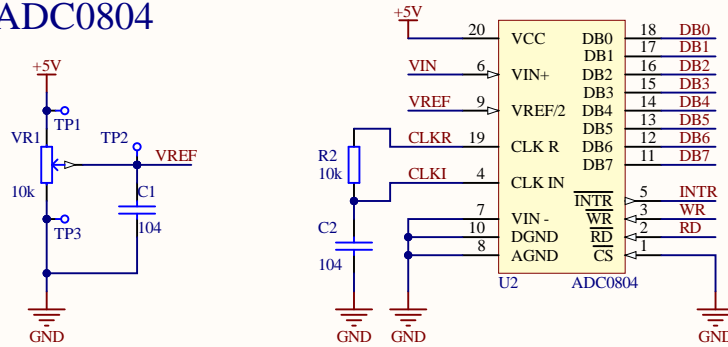 ADC0804
+5V
TP1
VR1
TP2
VREF
10k
C1
104
TP3
GND
+5V
VIN
VREF
CLKR
R2
10k
CLKI
C2
104
GND
GND
20 VCC
6 VIN+
9 VREF/2
19 CLK R
4 CLK IN
7 VIN -
10 DGND
8 AGND
DB0 18 DB0
DB1 17 DB1
DB2 16 DB2
DB3 15 DB3
DB4 14 DB4
DB5 13 DB5
DB6 12 DB6
DB7 11 DB7
INTR 5 INTR
WR 3 WR
RD 2 RD
CS 1
U2 ADC0804
GND